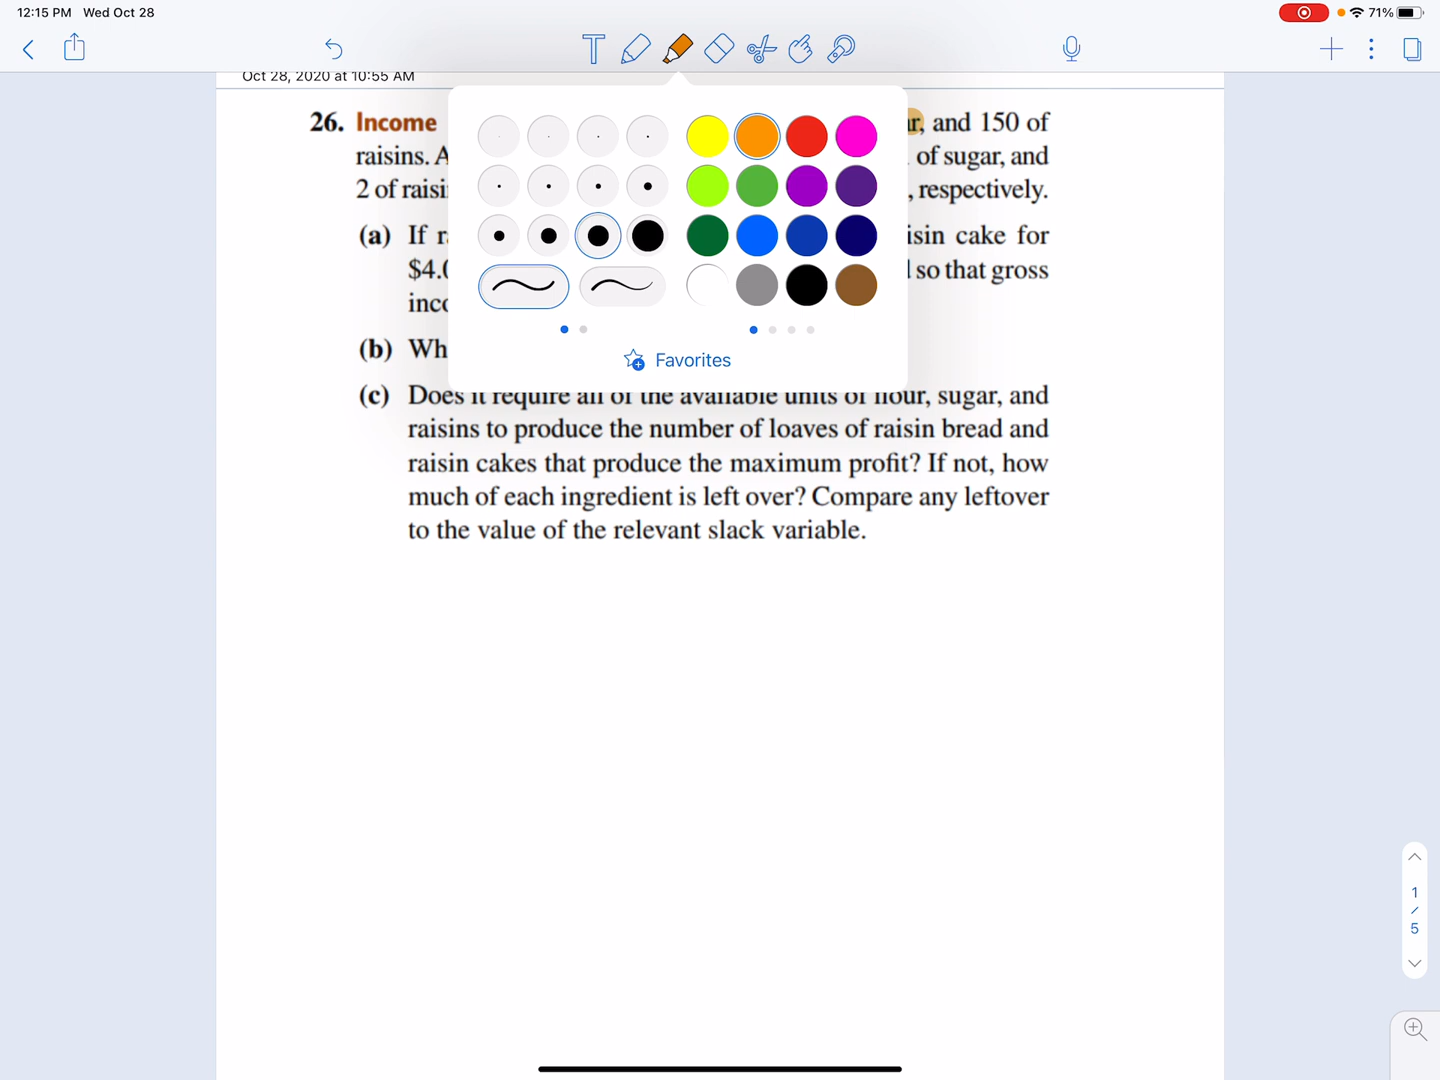 12:15 PM Wed Oct 28
71%
Oct 28, 2020 at 10:55 AM
26. Income
and 150 of
raisins. A
of sugar, and
2 of raisi
, respectively.
(a) If
isin cake for
$4.0
so that gross
inco
(b) Wh
Favorites
(c) Does it require all of the available units of flour, sugar, and
raisins to produce the number of loaves of raisin bread and
raisin cakes that produce the maximum profit? If not, how
much of each ingredient is left over? Compare any leftover
to the value of the relevant slack variable.
1
/
5